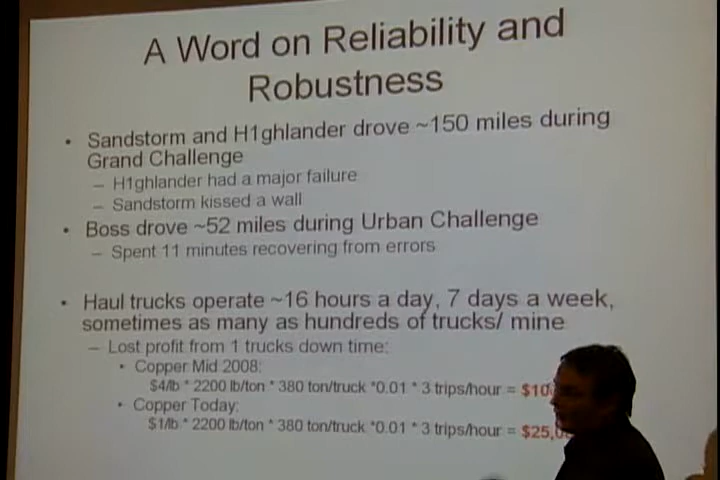 A Word on Reliability and
Robustness
• Sandstorm and H1ghlander drove ~150 miles during
Grand Challenge
– H1ghlander had a major failure
– Sandstorm kissed a wall
• Boss drove ~52 miles during Urban Challenge
– Spent 11 minutes recovering from errors
• Haul trucks operate ~16 hours a day, 7 days a week,
sometimes as many as hundreds of trucks/ mine
– Lost profit from 1 trucks down time:
• Copper Mid 2008:
$4/lb * 2200 lb/ton * 380 ton/truck *0.01 * 3 trips/hour = $10
• Copper Today:
$1/lb * 2200 lb/ton * 380 ton/truck *0.01 * 3 trips/hour = $25,0